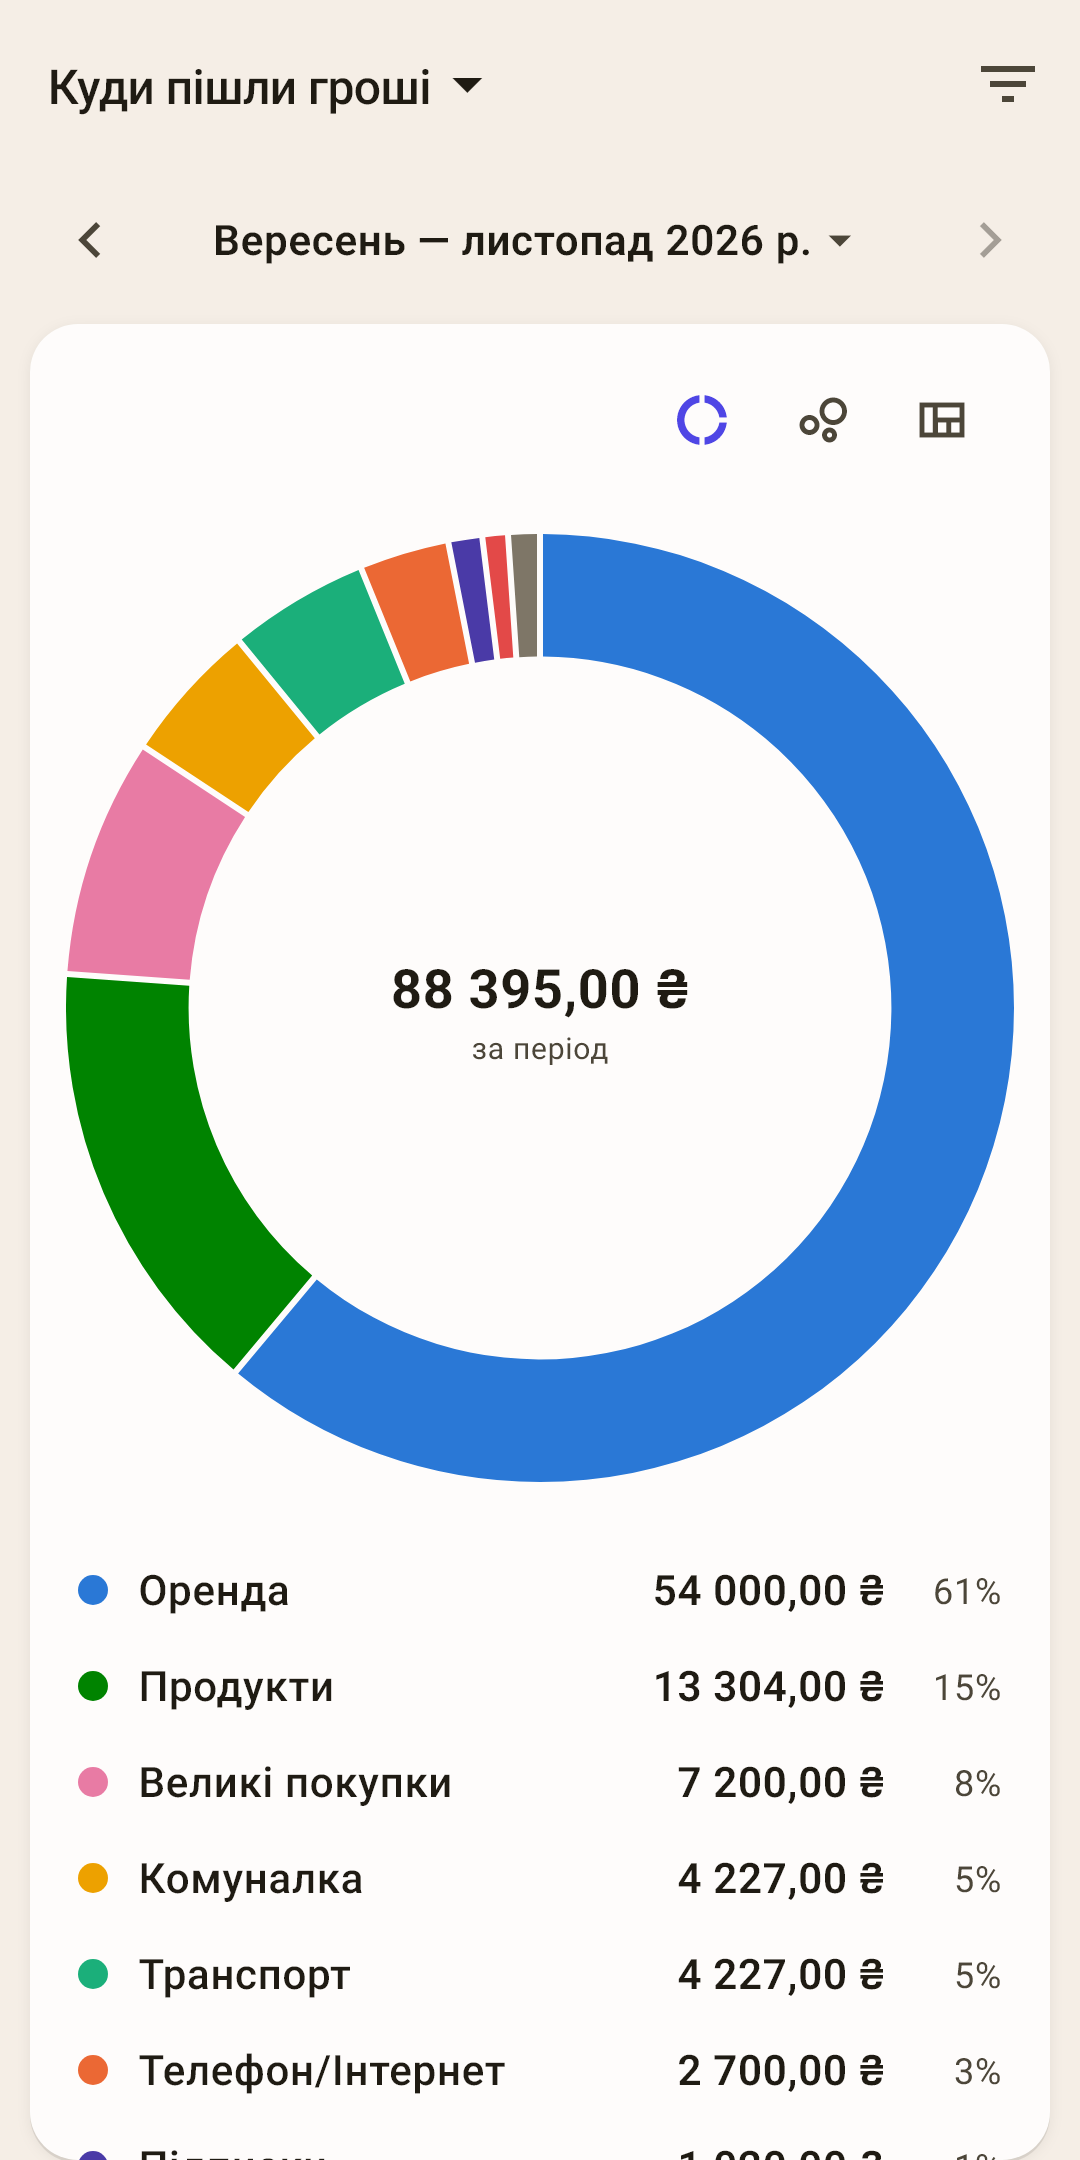 Куди пішли гроші
Вересень — листопад 2026 р.
88 395,00 ₴
за період
Оренда 54 000,00 ₴ 61%
Продукти 13 304,00 ₴ 15%
Великі покупки 7 200,00 ₴ 8%
Комуналка 4 227,00 ₴ 5%
Транспорт 4 227,00 ₴ 5%
Телефон/Інтернет 2 700,00 ₴ 3%